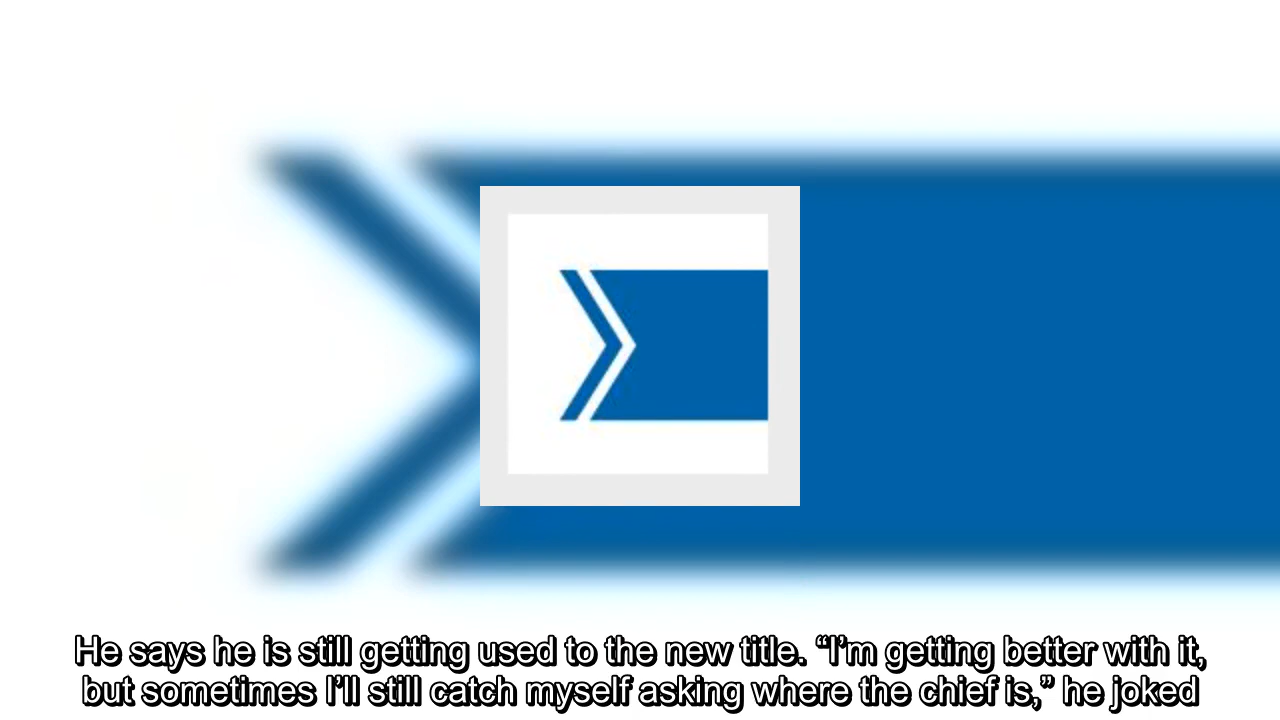 He says he is still getting used to the new title. “I’m getting better with it,
but sometimes I’ll still catch myself asking where the chief is,” he joked